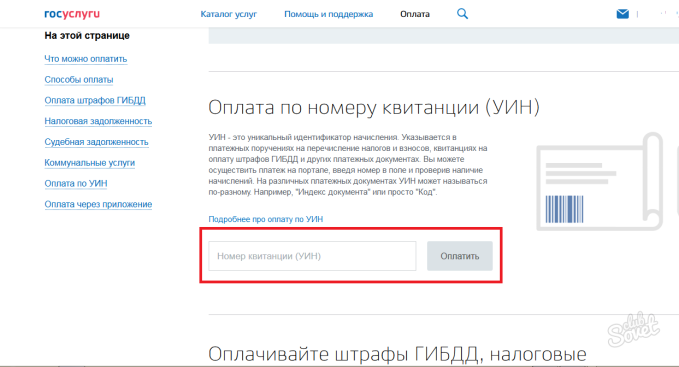 госуслуги
Каталог услуг Помощь и поддержка Оплата
На этой странице
Что можно оплатить
Способы оплаты
Оплата штрафов ГИБДД
Налоговая задолженность
Судебная задолженность
Коммунальные услуги
Оплата по УИН
Оплата через приложение
Оплата по номеру квитанции (УИН)
УИН - это уникальный идентификатор начисления. Указывается в
платежных поручениях на перечисление налогов и взносов, квитанциях на
оплату штрафов ГИБДД и других платежных документах. Вы можете
осуществить платеж на портале, введя номер в поле и проверив наличие
начислений. На различных платежных документах УИН может называться
по-разному. Например, "Индекс документа" или просто "Код".
Подробнее про оплату по УИН
Номер квитанции (УИН) Оплатить
club
Sovet
Оплачивайте штрафы ГИБДД, налоговые